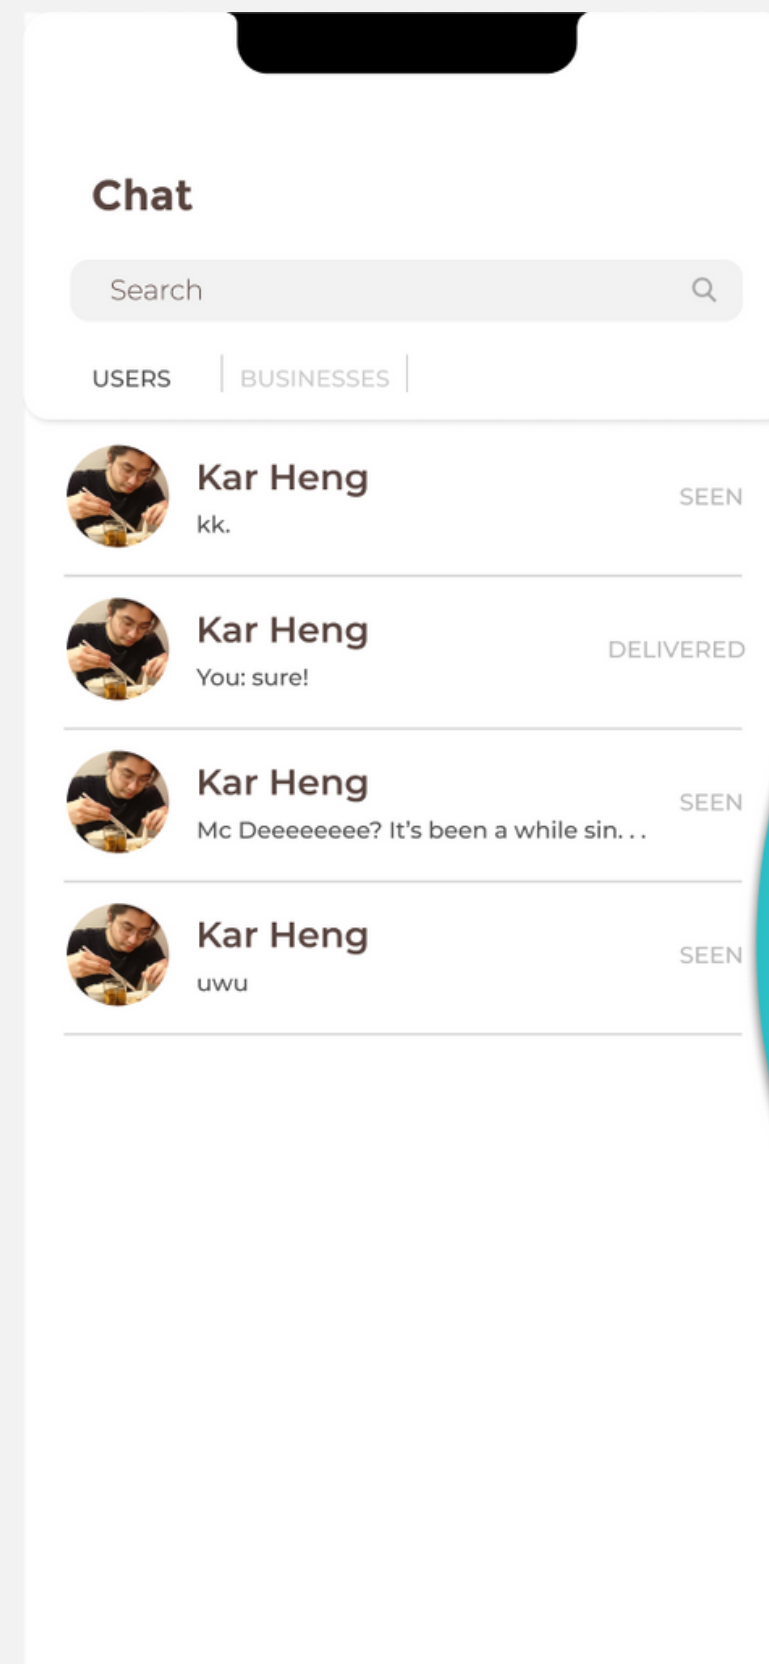 Chat
Search
USERS
BUSINESSES
Kar Heng
SEEN
kk.
Kar Heng
DELIVERED
You: sure!
Kar Heng
SEEN
Mc Deeeeeeee? It’s been a while sin. . .
Kar Heng
SEEN
uwu